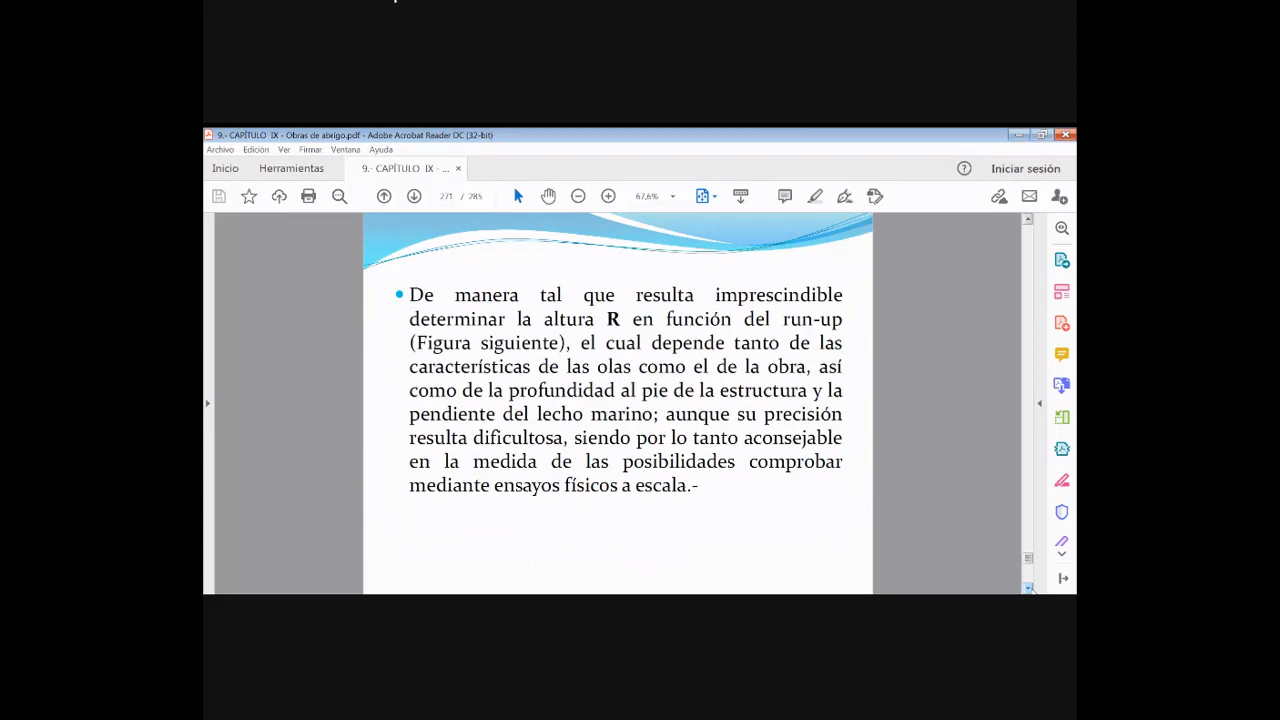 9.- CAPÍTULO IX - Obras de abrigo.pdf - Adobe Acrobat Reader DC (32-bit)
Archivo Edición Ver Firmar Ventana Ayuda
Inicio Herramientas 9.- CAPÍTULO IX - ... × Iniciar sesión
271 / 285 67,6%
• De manera tal que resulta imprescindible
determinar la altura R en función del run-up
(Figura siguiente), el cual depende tanto de las
características de las olas como el de la obra, así
como de la profundidad al pie de la estructura y la
pendiente del lecho marino; aunque su precisión
resulta dificultosa, siendo por lo tanto aconsejable
en la medida de las posibilidades comprobar
mediante ensayos físicos a escala.-